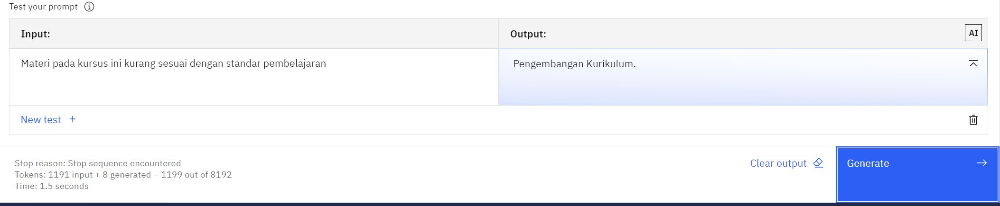 Test your prompt
Input:
Output:
AI
Materi pada kursus ini kurang sesuai dengan standar pembelajaran
Pengembangan Kurikulum.
New test +
Stop reason: Stop sequence encountered
Tokens: 1191 input + 8 generated = 1199 out of 8192
Time: 1.5 seconds
Clear output
Generate